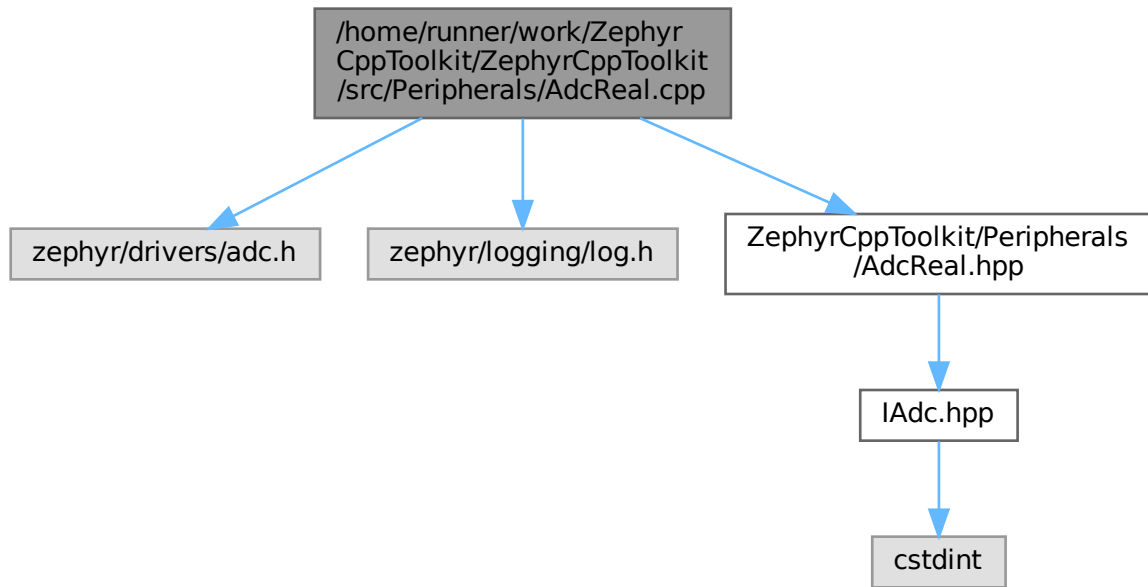 /home/runner/work/Zephyr
CppToolkit/ZephyrCppToolkit
/src/Peripherals/AdcReal.cpp
zephyr/drivers/adc.h
zephyr/logging/log.h
ZephyrCppToolkit/Peripherals
/AdcReal.hpp
IAdc.hpp
cstdint